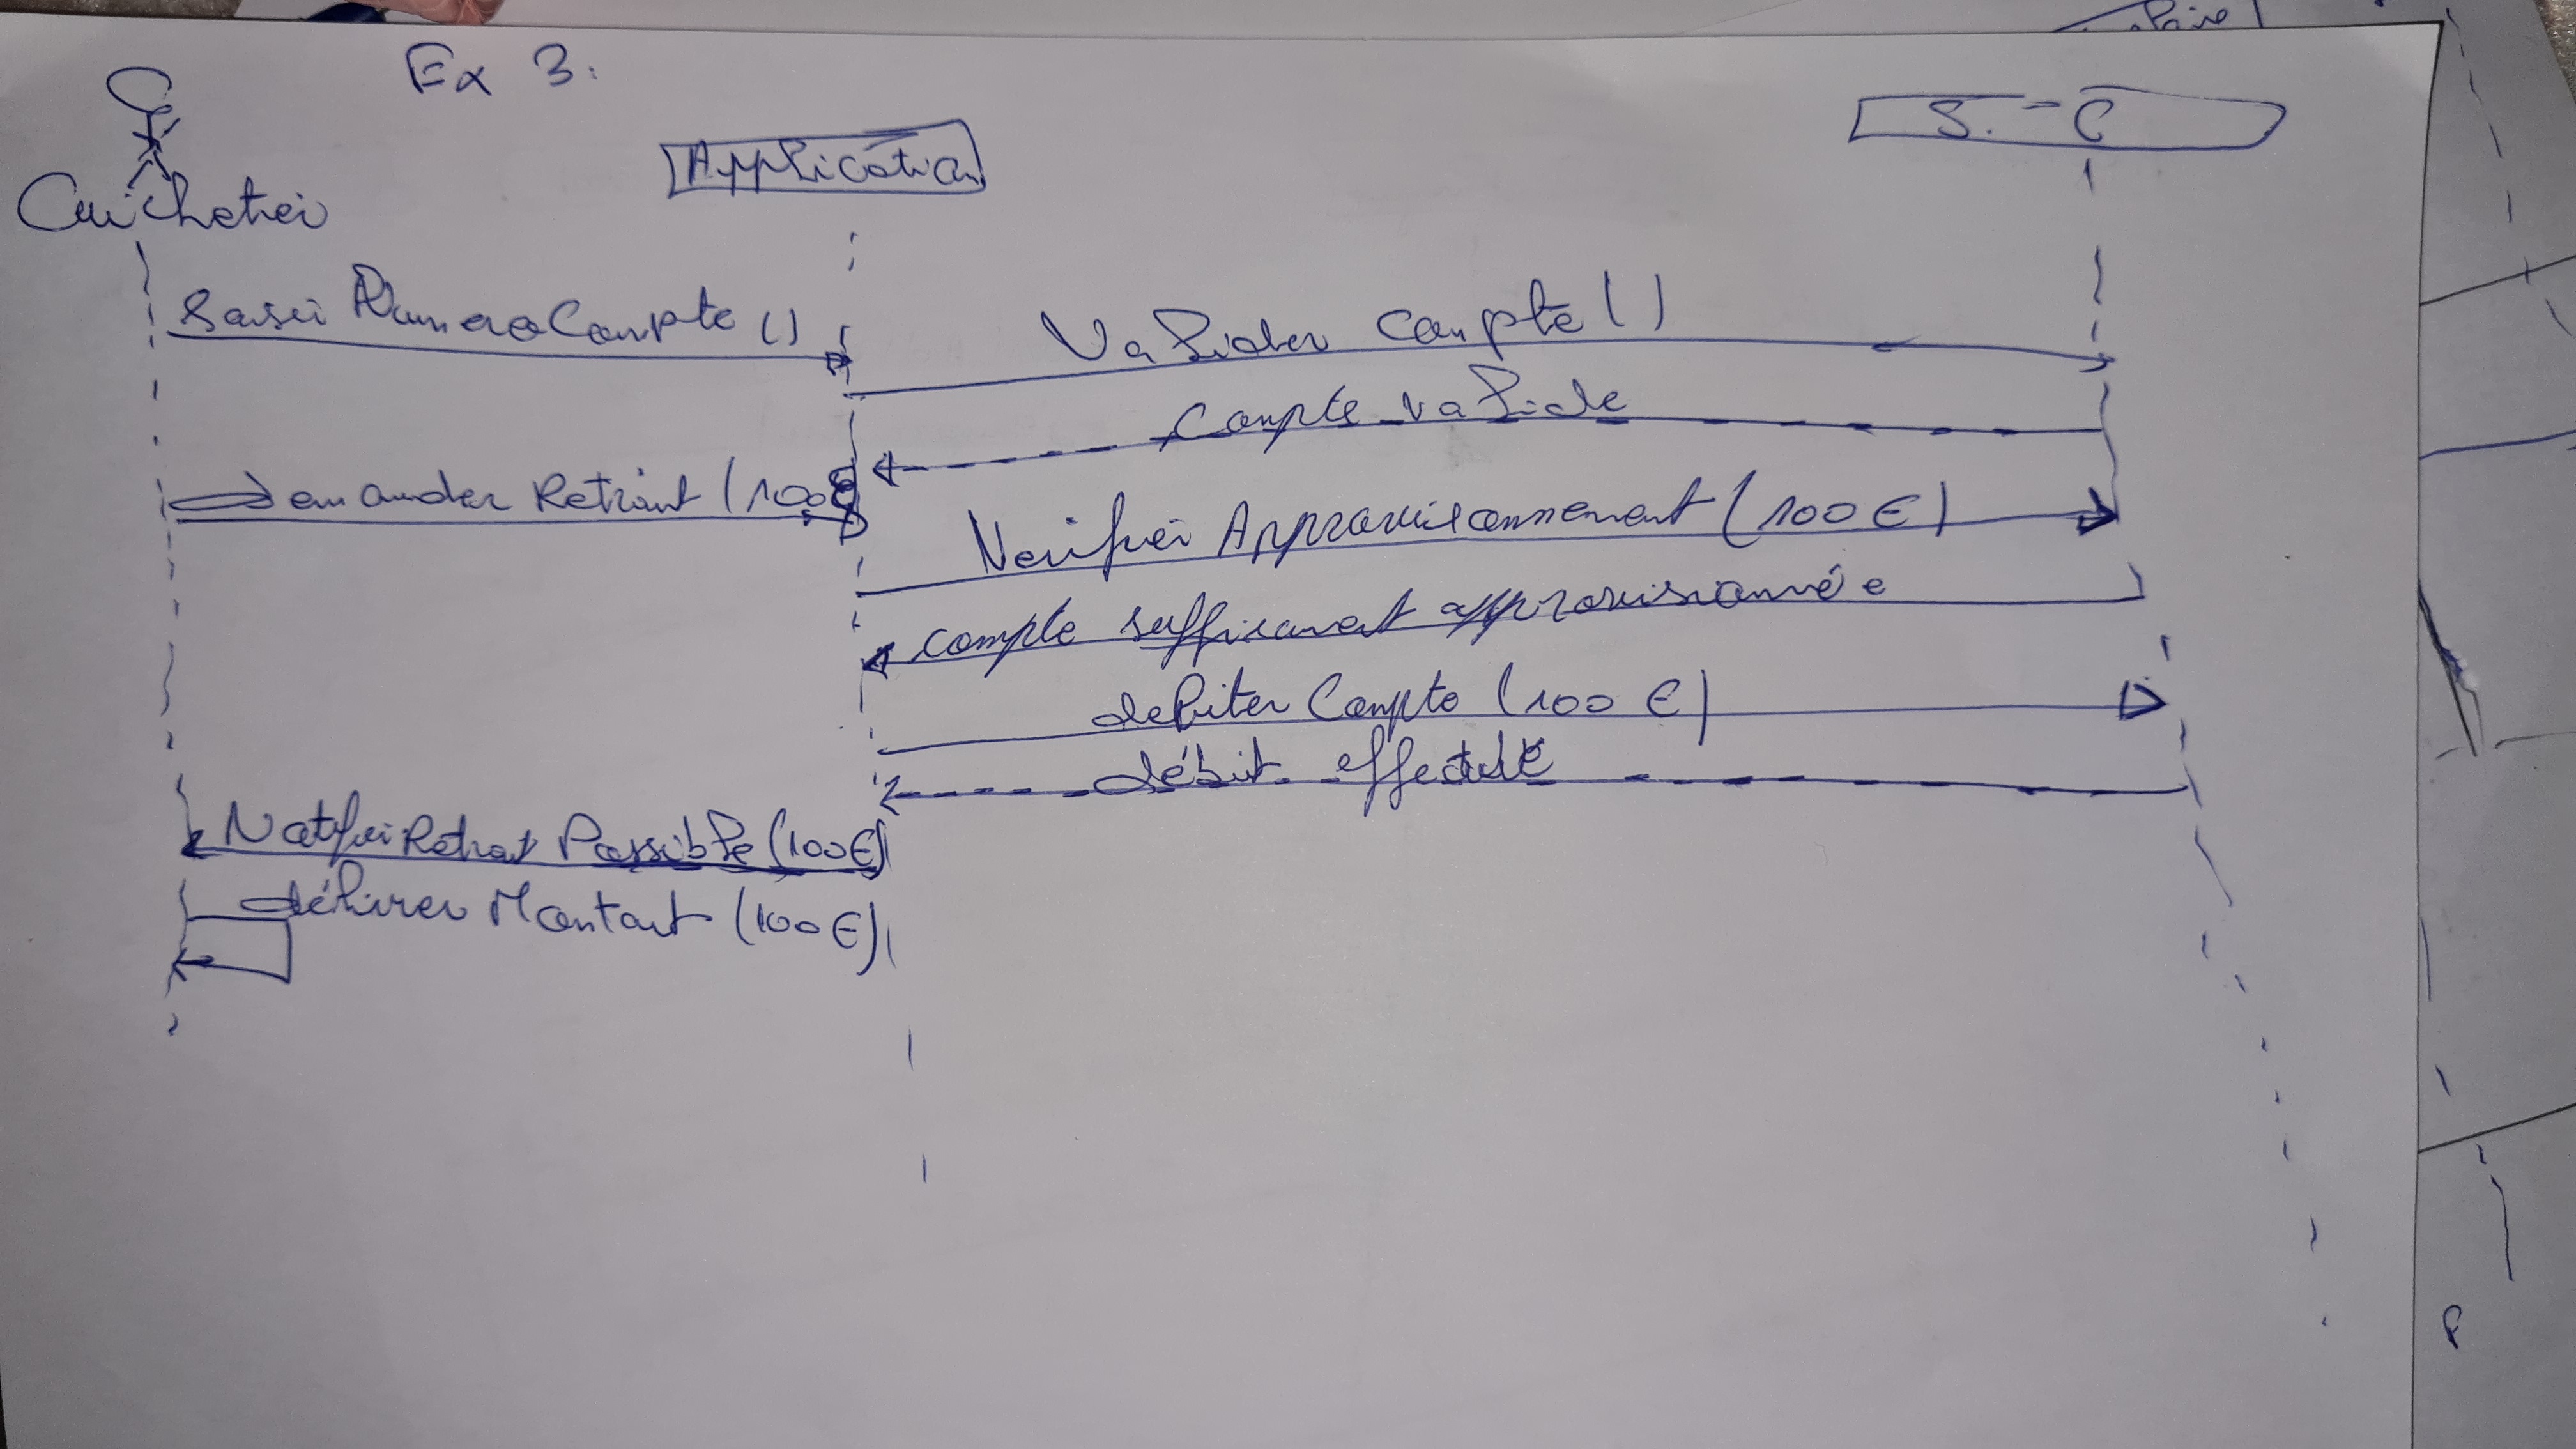 Ex 3:
Guichetier
Application
S.-C
Saisir NumeroCompte ()
Valider Compte ()
Compte valide
Demander Retrait (100€)
Verifier Approvisionnement (100 €)
compte suffisament approvisionnée
debiter Compte (100 €)
débit effectué
Notifier Retrait Possible (100€)
délivrer Montant (100€)